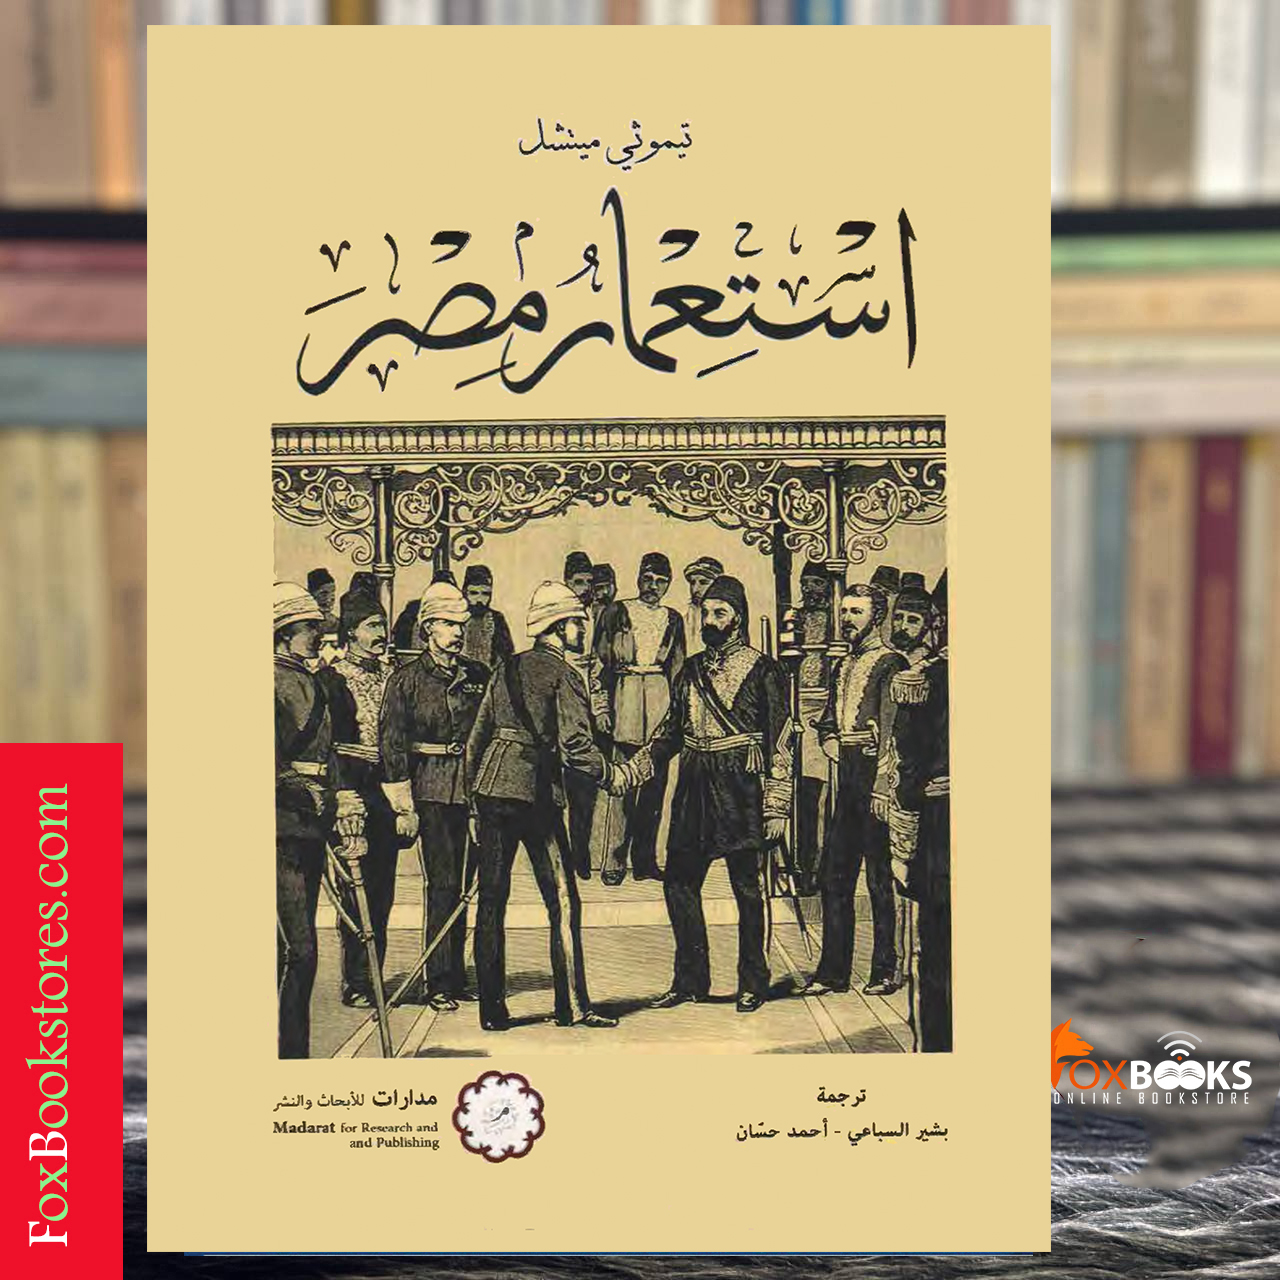 تيموثي ميتشل
استعمار مصر
مدارات للأبحاث والنشر
Madarat for Research and
and Publishing
ترجمة
بشير السباعي - أحمد حسّان
FoxBookstores.com
FOXBOOKS
ONLINE BOOKSTORE